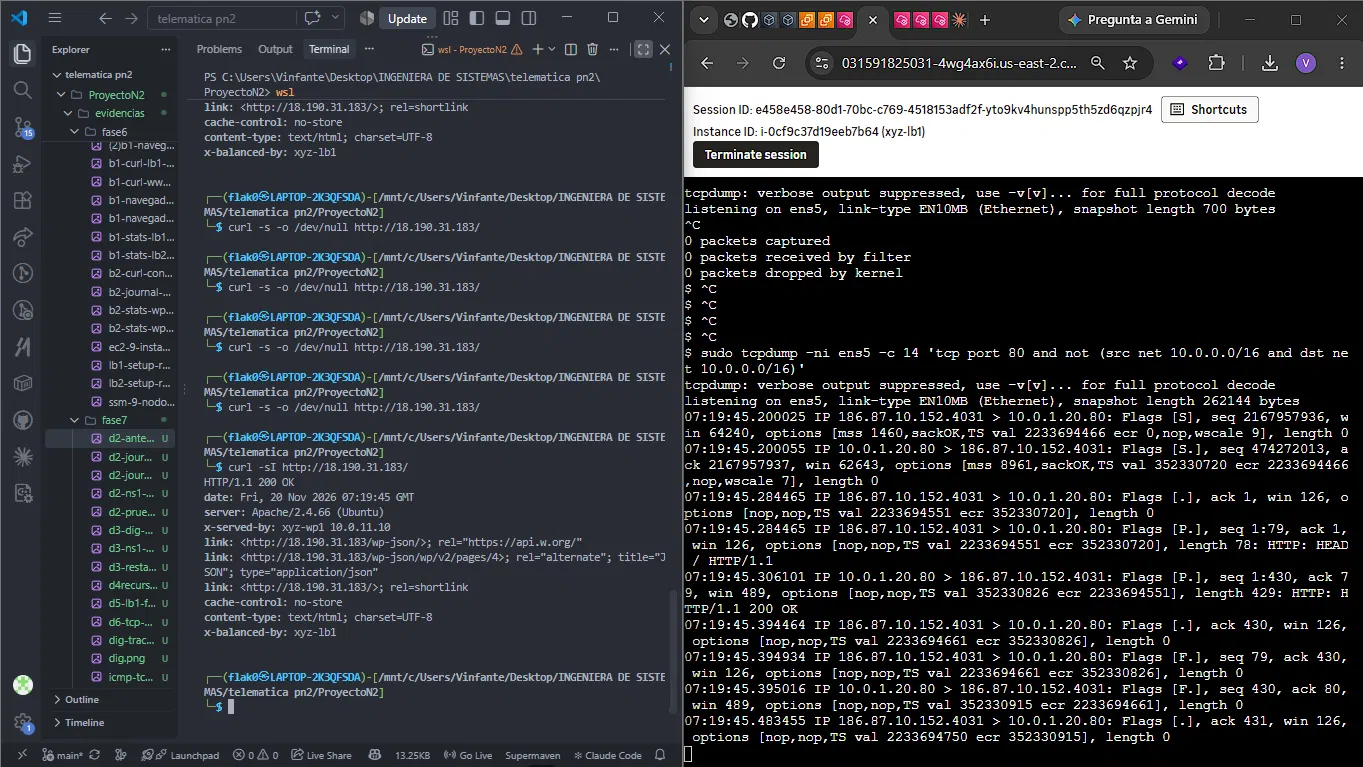 telematica pn2
Update
Explorer
telematica pn2
ProyectoN2
evidencias
fase6
(2)b1-naveg...
b1-curl-lb1-...
b1-curl-ww...
b1-navegad...
b1-navegad...
b1-stats-lb1...
b1-stats-lb2...
b2-curl-con...
b2-journal-...
b2-stats-wp...
b2-stats-wp...
ec2-9-insta...
lb1-setup-r...
lb2-setup-r...
ssm-9-nodo...
fase7
d2-ante... U
d2-jour... U
d2-jour... U
d2-ns1-... U
d2-prue... U
d3-dig-... U
d3-ns1-... U
d3-resta... U
d4recurs... U
d5-lb1-f... U
d6-tcp-... U
dig-trac... U
dig.png U
icmp-tc... U
Outline
Timeline
15
1
Problems Output Terminal ... wsl - ProyectoN2
PS C:\Users\Vinfante\Desktop\INGENIERA DE SISTEMAS\telematica pn2\
ProyectoN2> wsl
link: <http://18.190.31.183/>; rel=shortlink
cache-control: no-store
content-type: text/html; charset=UTF-8
x-balanced-by: xyz-lb1
┌──(flak0㉿LAPTOP-2K3QFSDA)-[/mnt/c/Users/Vinfante/Desktop/INGENIERA DE SISTE
MAS/telematica pn2/ProyectoN2]
└─$ curl -s -o /dev/null http://18.190.31.183/
┌──(flak0㉿LAPTOP-2K3QFSDA)-[/mnt/c/Users/Vinfante/Desktop/INGENIERA DE SISTE
MAS/telematica pn2/ProyectoN2]
└─$ curl -s -o /dev/null http://18.190.31.183/
┌──(flak0㉿LAPTOP-2K3QFSDA)-[/mnt/c/Users/Vinfante/Desktop/INGENIERA DE SISTE
MAS/telematica pn2/ProyectoN2]
└─$ curl -s -o /dev/null http://18.190.31.183/
┌──(flak0㉿LAPTOP-2K3QFSDA)-[/mnt/c/Users/Vinfante/Desktop/INGENIERA DE SISTE
MAS/telematica pn2/ProyectoN2]
└─$ curl -s -o /dev/null http://18.190.31.183/
┌──(flak0㉿LAPTOP-2K3QFSDA)-[/mnt/c/Users/Vinfante/Desktop/INGENIERA DE SISTE
MAS/telematica pn2/ProyectoN2]
└─$ curl -sI http://18.190.31.183/
HTTP/1.1 200 OK
date: Fri, 20 Nov 2026 07:19:45 GMT
server: Apache/2.4.66 (Ubuntu)
x-served-by: xyz-wp1 10.0.11.10
link: <http://18.190.31.183/wp-json/>; rel="https://api.w.org/"
link: <http://18.190.31.183/wp-json/wp/v2/pages/4>; rel="alternate"; title="J
SON"; type="application/json"
link: <http://18.190.31.183/>; rel=shortlink
cache-control: no-store
content-type: text/html; charset=UTF-8
x-balanced-by: xyz-lb1
┌──(flak0㉿LAPTOP-2K3QFSDA)-[/mnt/c/Users/Vinfante/Desktop/INGENIERA DE SISTE
MAS/telematica pn2/ProyectoN2]
└─$
main* Launchpad 0 0 Live Share 13.25KB Go Live Supermaven Claude Code
Pregunta a Gemini
031591825031-4wg4ax6i.us-east-2.c...
V
Session ID: e458e458-80d1-70bc-c769-4518153adf2f-yto9kv4hunspp5th5zd6qzpjr4
Shortcuts
Instance ID: i-0cf9c37d19eeb7b64 (xyz-lb1)
Terminate session
tcpdump: verbose output suppressed, use -v[v]... for full protocol decode
listening on ens5, link-type EN10MB (Ethernet), snapshot length 700 bytes
^C
0 packets captured
0 packets received by filter
0 packets dropped by kernel
$ ^C
$ ^C
$ ^C
$ ^C
$ sudo tcpdump -ni ens5 -c 14 'tcp port 80 and not (src net 10.0.0.0/16 and dst ne
t 10.0.0.0/16)'
tcpdump: verbose output suppressed, use -v[v]... for full protocol decode
listening on ens5, link-type EN10MB (Ethernet), snapshot length 262144 bytes
07:19:45.200025 IP 186.87.10.152.4031 > 10.0.1.20.80: Flags [S], seq 2167957936, w
in 64240, options [mss 1460,sackOK,TS val 2233694466 ecr 0,nop,wscale 9], length 0
07:19:45.200055 IP 10.0.1.20.80 > 186.87.10.152.4031: Flags [S.], seq 474272013, a
ck 2167957937, win 62643, options [mss 8961,sackOK,TS val 352330720 ecr 2233694466
,nop,wscale 7], length 0
07:19:45.284465 IP 186.87.10.152.4031 > 10.0.1.20.80: Flags [.], ack 1, win 126, o
ptions [nop,nop,TS val 2233694551 ecr 352330720], length 0
07:19:45.284465 IP 186.87.10.152.4031 > 10.0.1.20.80: Flags [P.], seq 1:79, ack 1,
win 126, options [nop,nop,TS val 2233694551 ecr 352330720], length 78: HTTP: HEAD
/ HTTP/1.1
07:19:45.306101 IP 10.0.1.20.80 > 186.87.10.152.4031: Flags [P.], seq 1:430, ack 7
9, win 489, options [nop,nop,TS val 352330826 ecr 2233694551], length 429: HTTP: H
TTP/1.1 200 OK
07:19:45.394464 IP 186.87.10.152.4031 > 10.0.1.20.80: Flags [.], ack 430, win 126,
options [nop,nop,TS val 2233694661 ecr 352330826], length 0
07:19:45.394934 IP 186.87.10.152.4031 > 10.0.1.20.80: Flags [F.], seq 79, ack 430,
win 126, options [nop,nop,TS val 2233694661 ecr 352330826], length 0
07:19:45.395016 IP 10.0.1.20.80 > 186.87.10.152.4031: Flags [F.], seq 430, ack 80,
win 489, options [nop,nop,TS val 352330915 ecr 2233694661], length 0
07:19:45.483455 IP 186.87.10.152.4031 > 10.0.1.20.80: Flags [.], ack 431, win 126,
options [nop,nop,TS val 2233694750 ecr 352330915], length 0